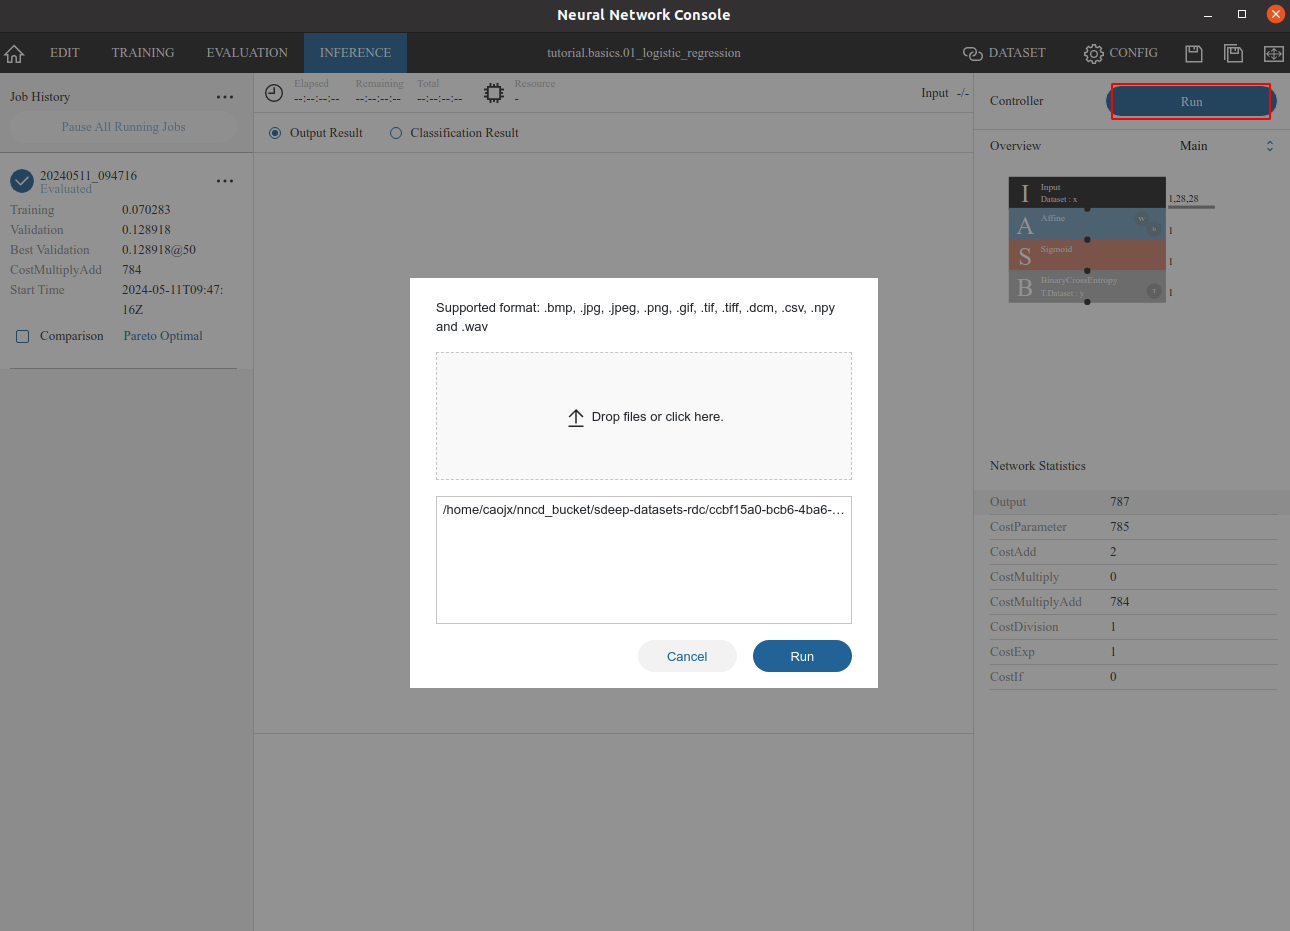 Neural Network Console
EDIT
TRAINING
EVALUATION
INFERENCE
tutorial.basics.01_logistic_regression
DATASET
CONFIG
Job History
Pause All Running Jobs
20240511_094716
Evaluated
Training 0.070283
Validation 0.128918
Best Validation 0.128918@50
CostMultiplyAdd 784
Start Time 2024-05-11T09:47:
16Z
Comparison
Pareto Optimal
Elapsed
--:--:--:--
Remaining
--:--:--:--
Total
--:--:--:--
Resource
-
Input -/-
Output Result
Classification Result
Supported format: .bmp, .jpg, .jpeg, .png, .gif, .tif, .tiff, .dcm, .csv, .npy
and .wav
Drop files or click here.
/home/caojx/nncd_bucket/sdeep-datasets-rdc/ccbf15a0-bcb6-4ba6-...
Cancel
Run
Controller
Run
Overview
Main
I Input
Dataset : x
1,28,28
A Affine
W
b
1
S Sigmoid
1
B BinaryCrossEntropy
T.Dataset : y
T
1
Network Statistics
Output 787
CostParameter 785
CostAdd 2
CostMultiply 0
CostMultiplyAdd 784
CostDivision 1
CostExp 1
CostIf 0